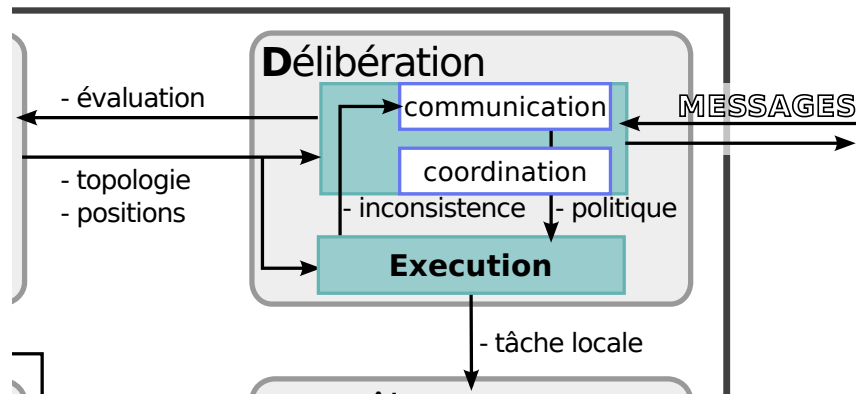 Délibération
- évaluation
communication
MESSAGES
coordination
- topologie
- positions
- inconsistence
- politique
Execution
- tâche locale